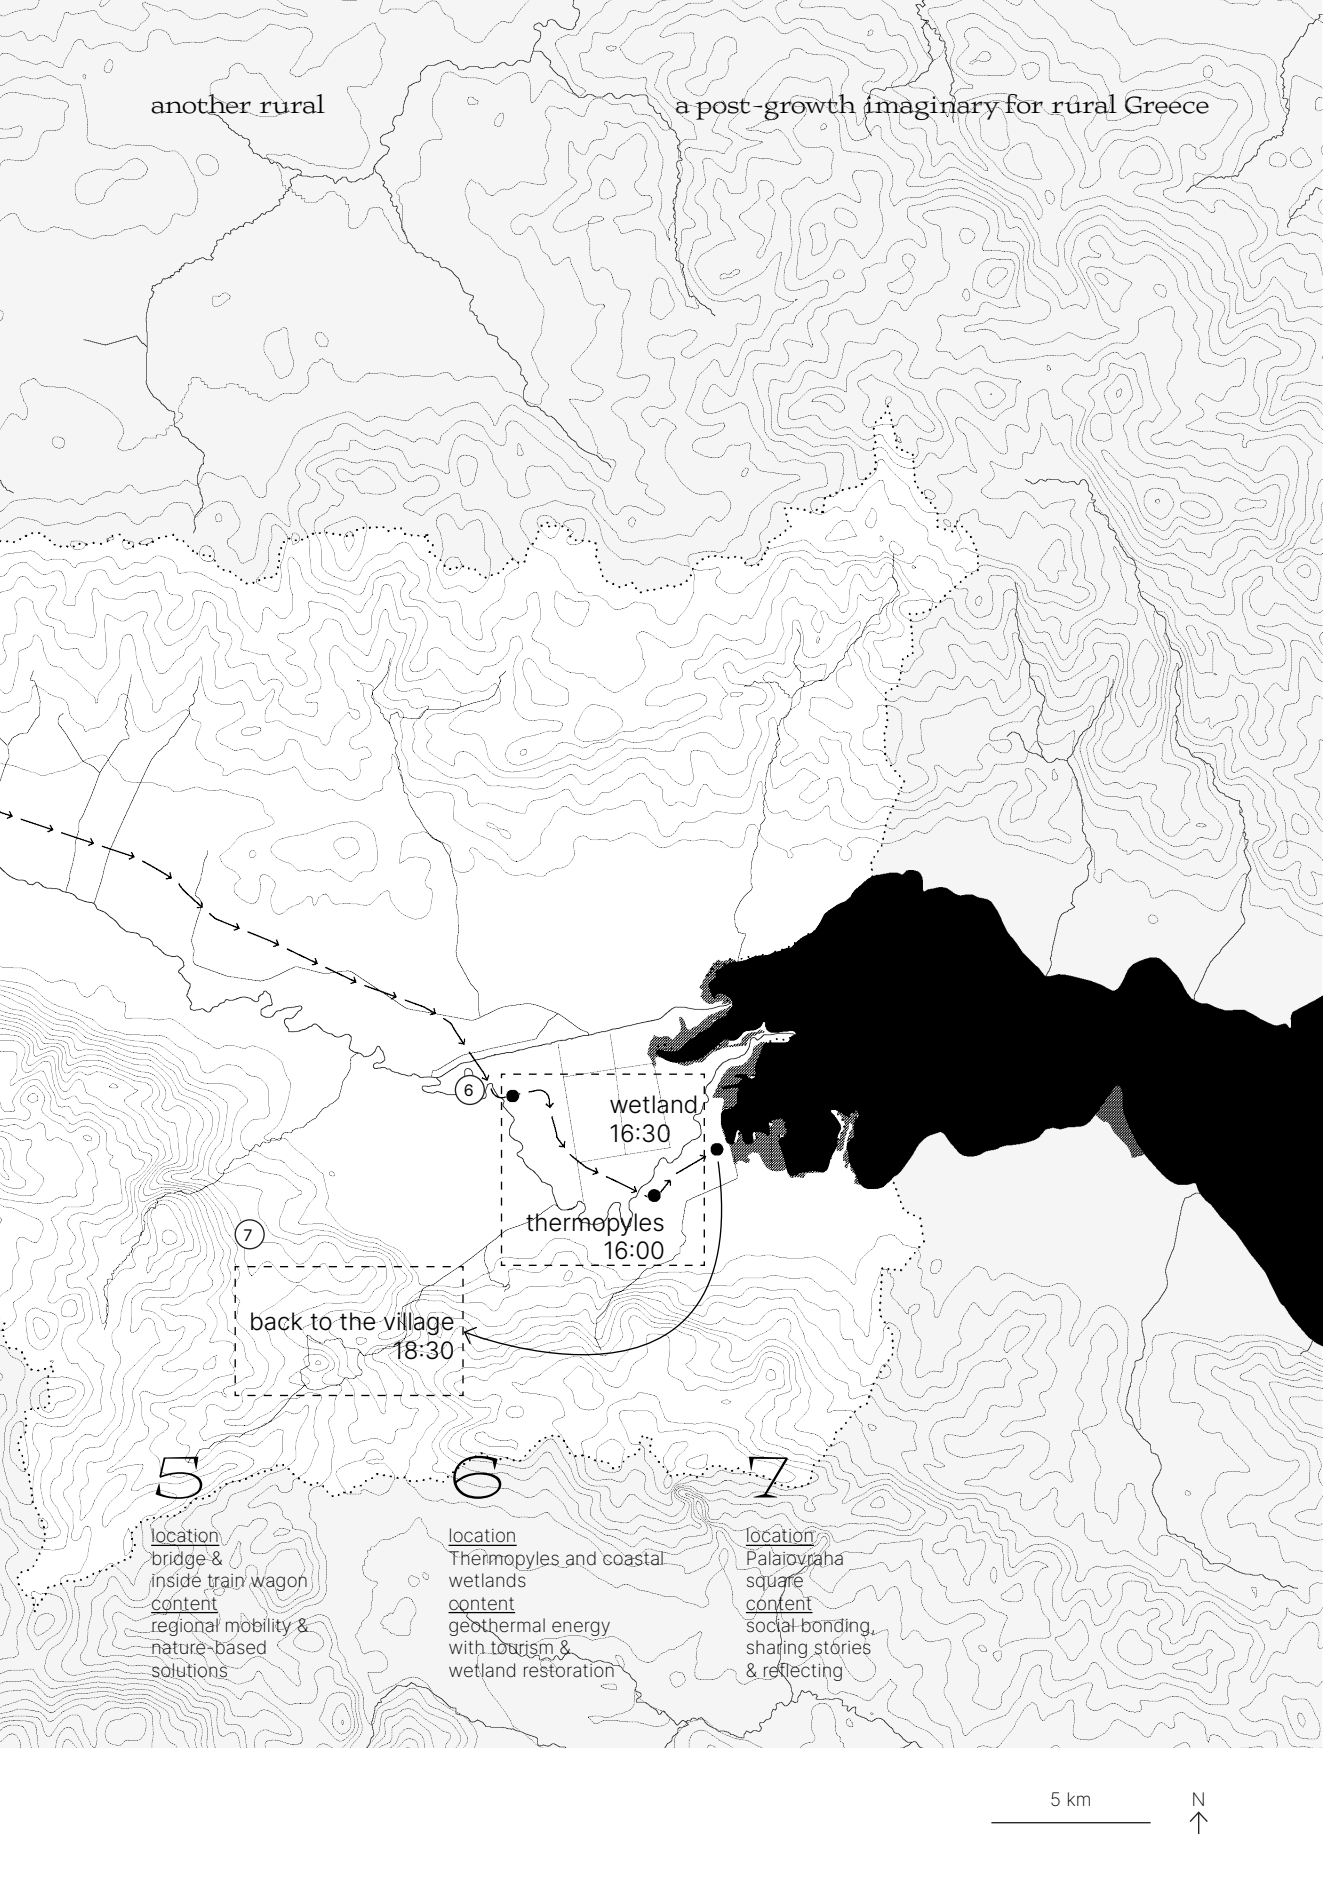 another rural
a post-growth imaginary for rural Greece
6
wetland
16:30
thermopyles
16:00
7
back to the village
18:30
5
location
bridge &
inside train wagon
content
regional mobility &
nature-based
solutions
6
location
Thermopyles and coastal
wetlands
content
geothermal energy
with tourism &
wetland restoration
7
location
Palaiovraha
square
content
social bonding,
sharing stories
& reflecting
5 km
N